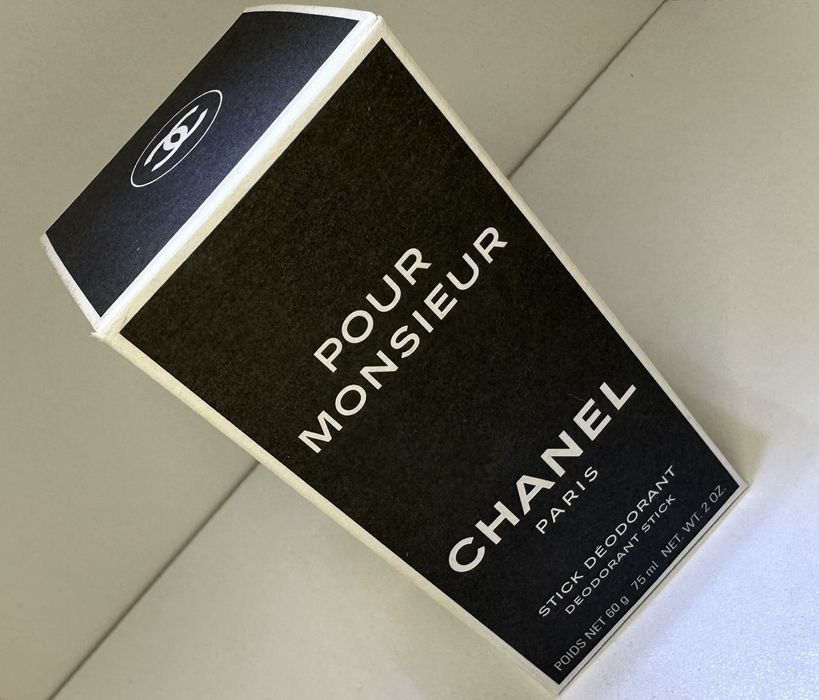 POUR
MONSIEUR
CHANEL
PARIS
STICK DÉODORANT
DEODORANT STICK
POIDS NET 60 g 75 ml NET. WT. 2 OZ.